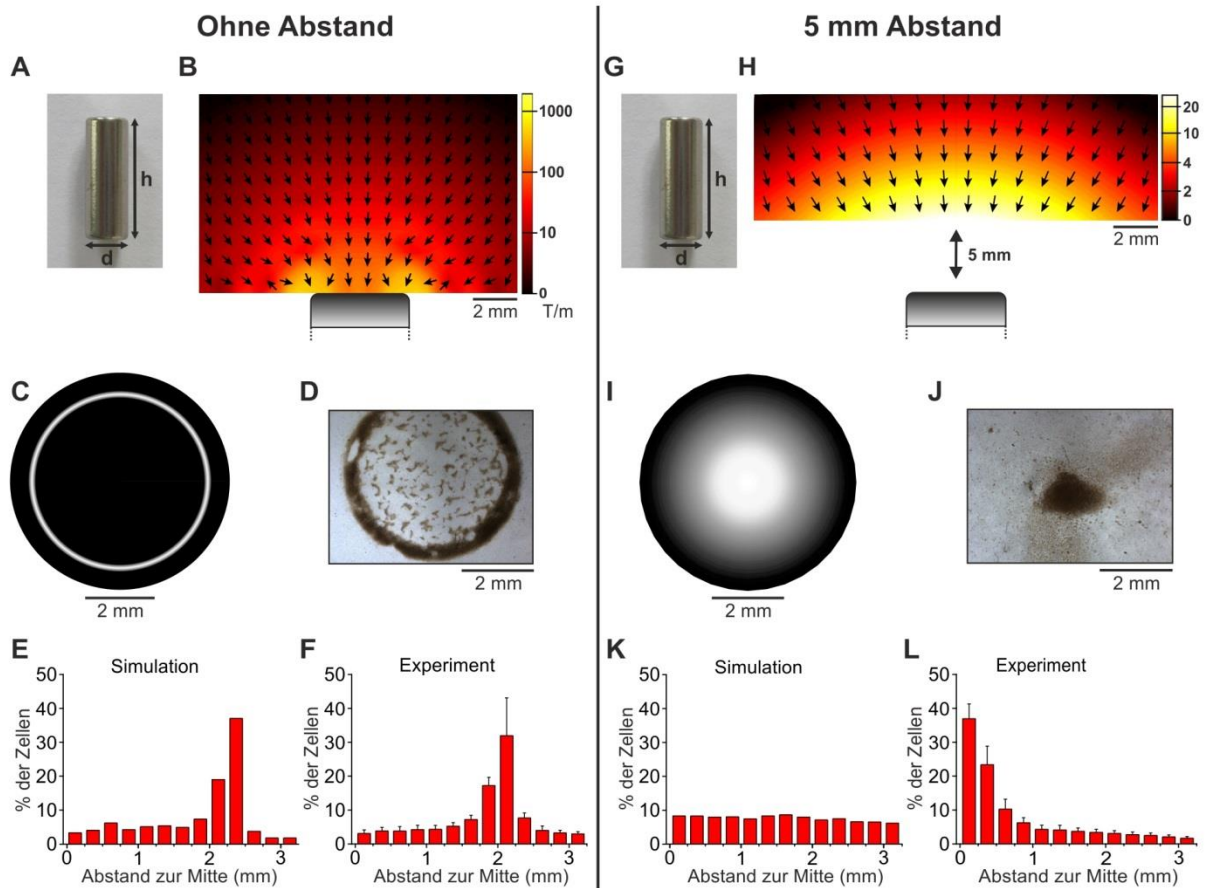 Ohne Abstand
5 mm Abstand
A
B
h
d
1000
100
10
0
2 mm
T/m
G
H
h
d
20
10
4
2
0
2 mm
5 mm
C
2 mm
D
2 mm
I
2 mm
J
2 mm
E
Simulation
% der Zellen
50
40
30
20
10
0
0 1 2 3
Abstand zur Mitte (mm)
F
Experiment
% der Zellen
50
40
30
20
10
0
0 1 2 3
Abstand zur Mitte (mm)
K
Simulation
% der Zellen
50
40
30
20
10
0
0 1 2 3
Abstand zur Mitte (mm)
L
Experiment
% der Zellen
50
40
30
20
10
0
0 1 2 3
Abstand zur Mitte (mm)